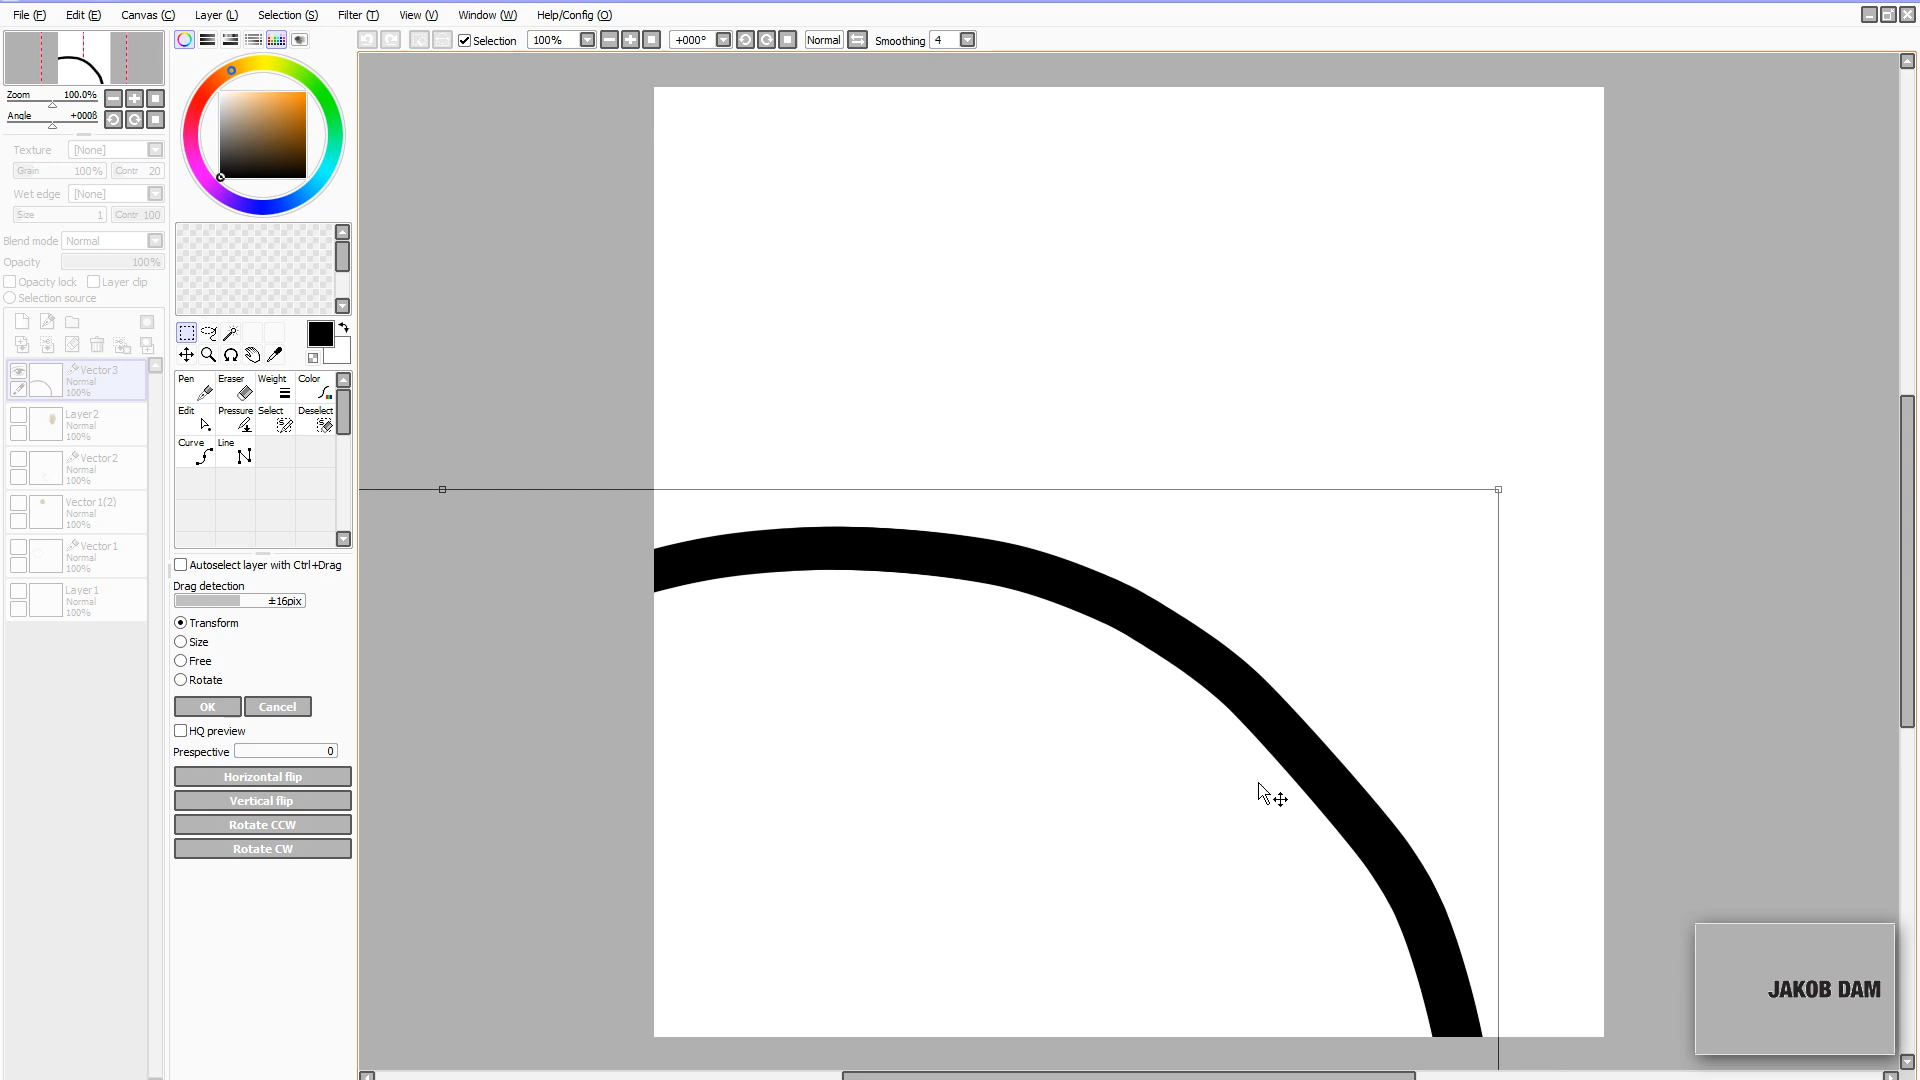 File (F) Edit (E) Canvas (C) Layer (L) Selection (S) Filter (T) View (V) Window (W) Help/Config (O)
Selection 100% +000° Normal Smoothing 4
Zoom 100.0%
Angle +000ß
Texture [None]
Grain 100% Contr 20
Wet edge [None]
Size 1 Contr 100
Blend mode Normal
Opacity 100%
Opacity lock Layer clip
Selection source
Vector3
Normal
100%
Layer2
Normal
100%
Vector2
Normal
100%
Vector1(2)
Normal
100%
Vector1
Normal
100%
Layer1
Normal
100%
Pen Eraser Weight Color
Edit Pressure Select Deselect
Curve Line
Autoselect layer with Ctrl+Drag
Drag detection
±16pix
Transform
Size
Free
Rotate
OK Cancel
HQ preview
Prespective 0
Horizontal flip
Vertical flip
Rotate CCW
Rotate CW
JAKOB DAM